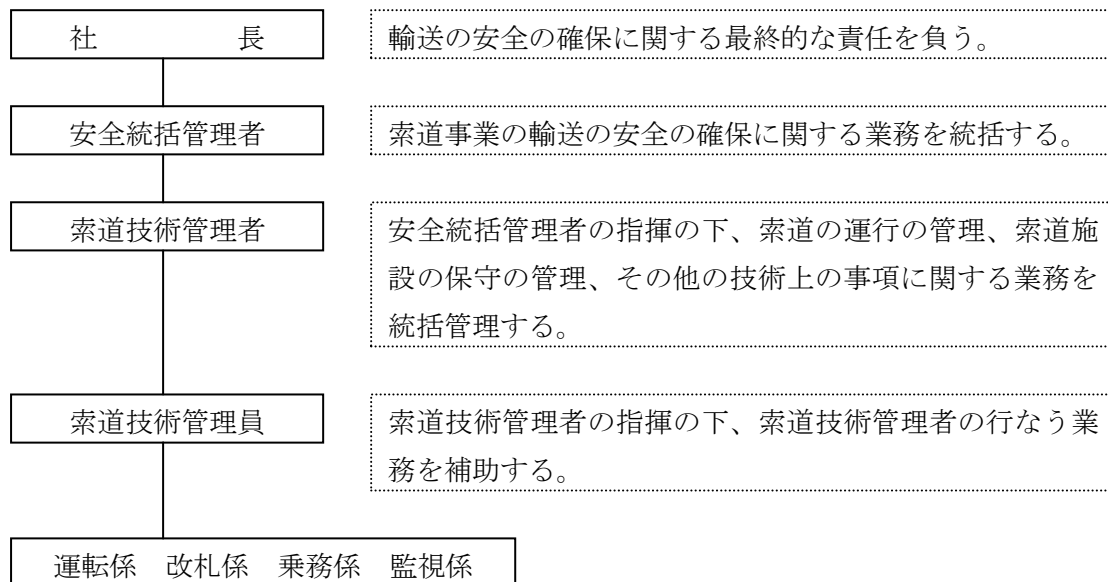 社　　　　　長
輸送の安全の確保に関する最終的な責任を負う。
安全統括管理者
索道事業の輸送の安全の確保に関する業務を統括する。
索道技術管理者
安全統括管理者の指揮の下、索道の運行の管理、索道施
設の保守の管理、その他の技術上の事項に関する業務を
統括管理する。
索道技術管理員
索道技術管理者の指揮の下、索道技術管理者の行なう業
務を補助する。
運転係　改札係　乗務係　監視係